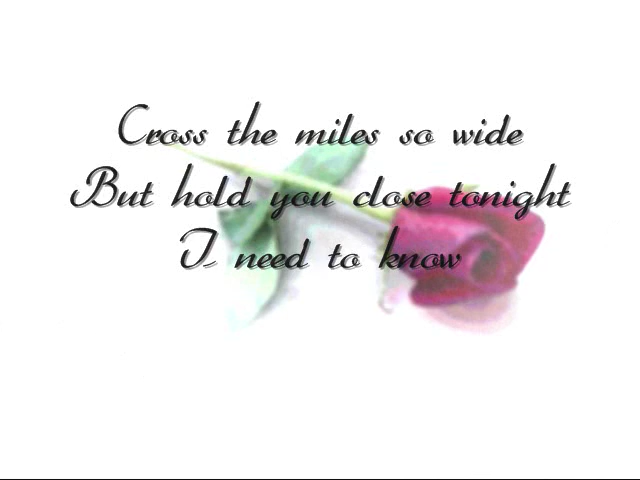 Cross the miles so wide
But hold you close tonight
I need to know